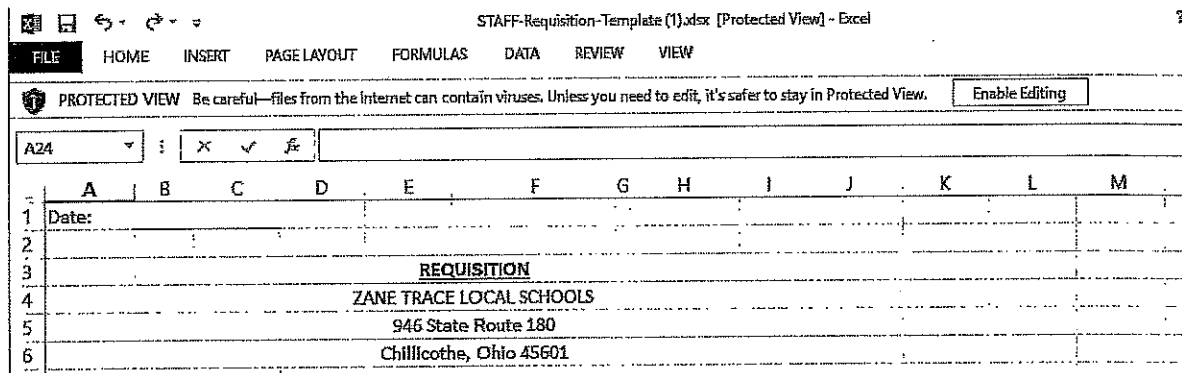 STAFF-Requisition-Template (1).xlsx [Protected View] - Excel
?
FILE HOME INSERT PAGE LAYOUT FORMULAS DATA REVIEW VIEW
PROTECTED VIEW Be careful—files from the Internet can contain viruses. Unless you need to edit, it's safer to stay in Protected View. Enable Editing
A24 fx
A B C D E F G H I J K L M
1 Date:
2
3 REQUISITION
4 ZANE TRACE LOCAL SCHOOLS
5 946 State Route 180
6 Chillicothe, Ohio 45601